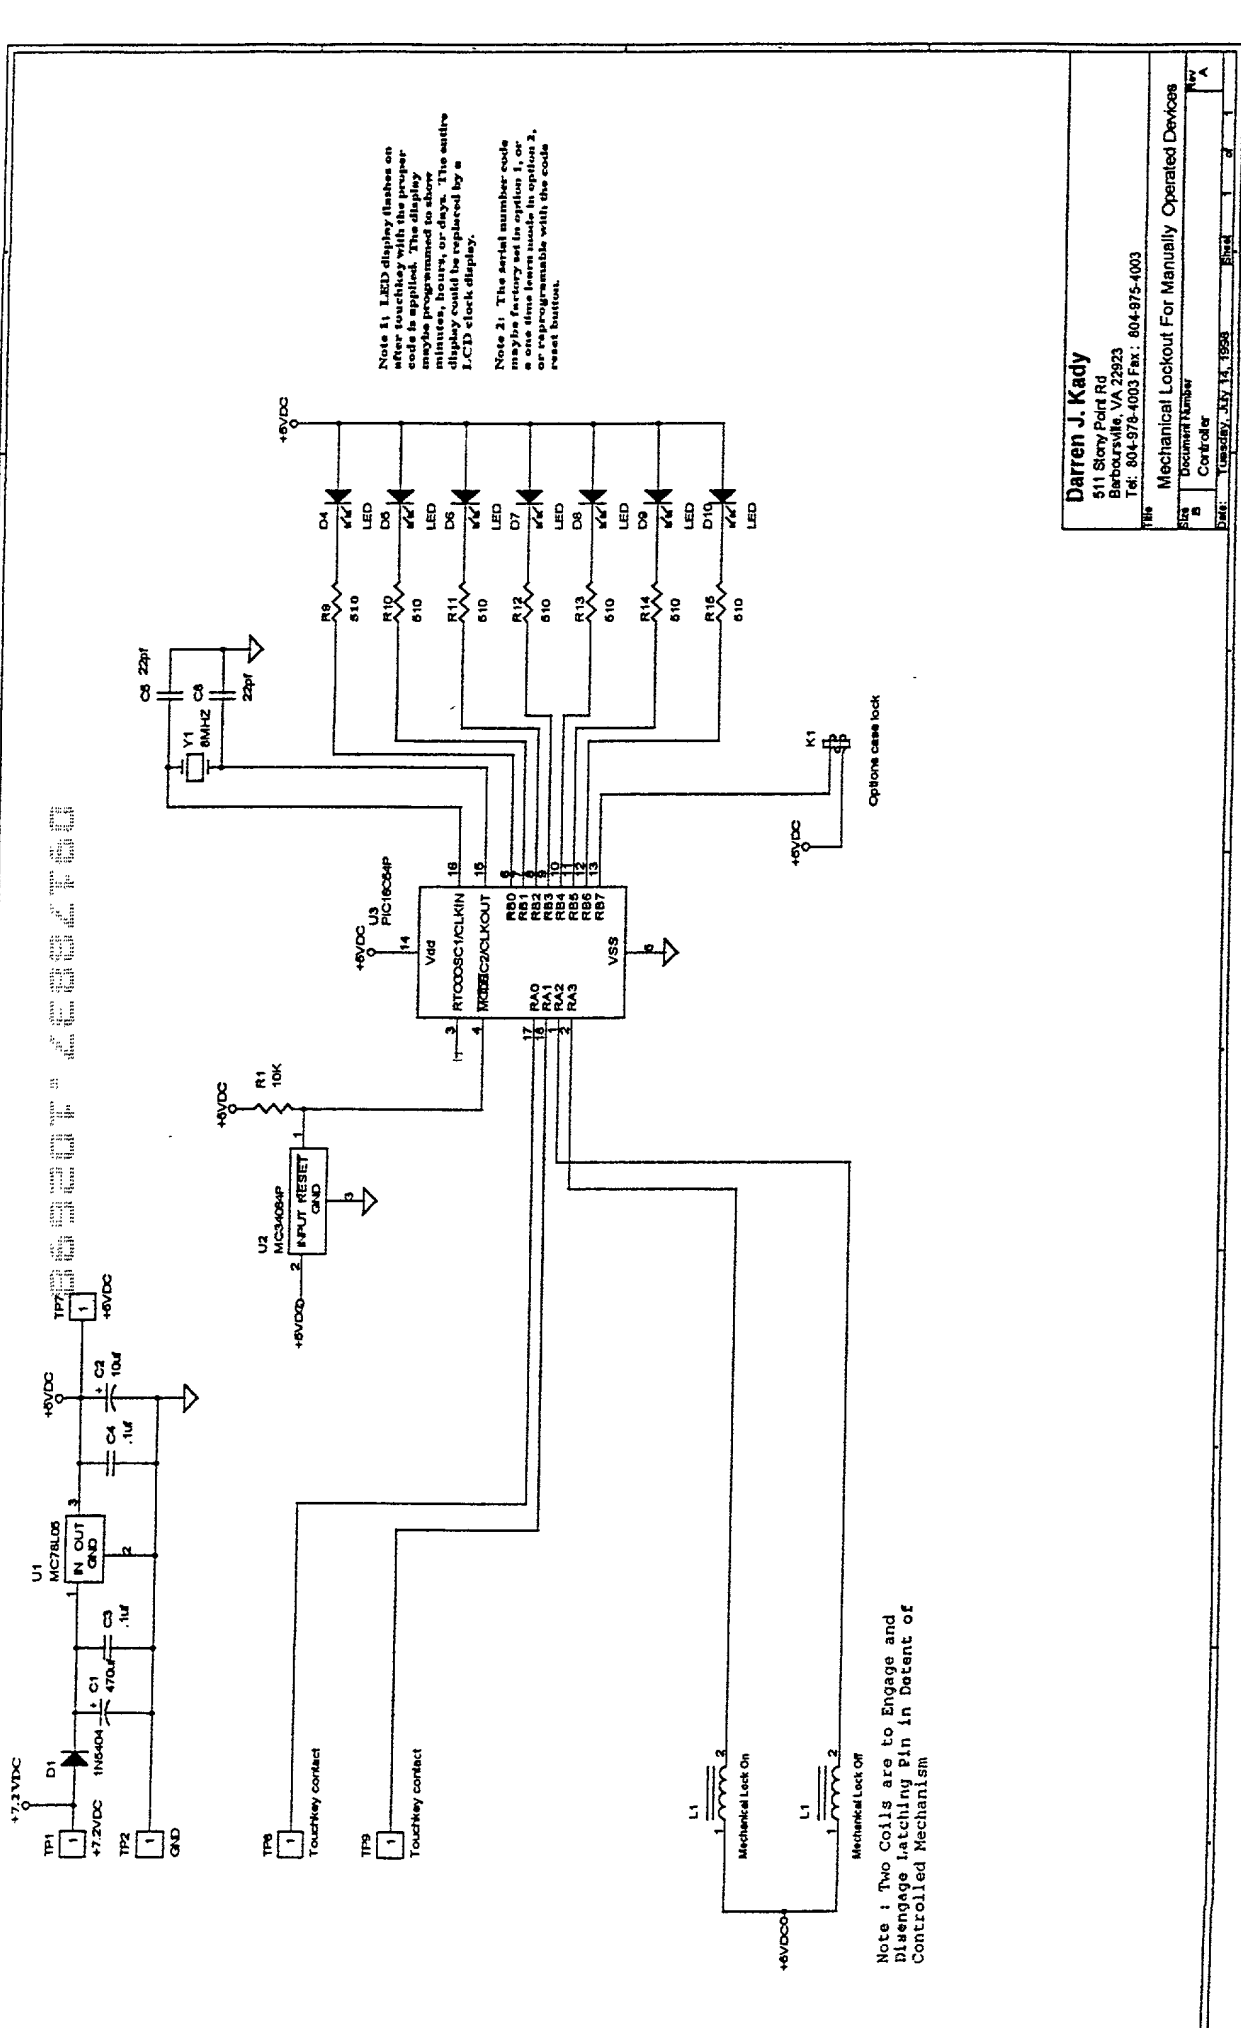 +7.2VDC
TP1
1
+7.2VDC
TP2
1
GND
D1
1N5404
C1
470uf
C3
.1uf
U1
MC78L05
IN OUT
GND
1
2
3
C4
.1uf
C2
10uf
+5VDC
TP7
1
+5VDC
TP8
1
Touchkey contact
TP9
1
Touchkey contact
+5VDC
U2
MC34064P
INPUT RESET
GND
2
1
3
+5VDC
R1
10K
+5VDC
U3
PIC16C54P
14
Vdd
3
4
17
18
1
2
RA0
RA1
RA2
RA3
OSC1/CLKIN
OSC2/CLKOUT
16
15
RB0
RB1
RB2
RB3
RB4
RB5
RB6
RB7
6
7
8
9
10
11
12
13
VSS
5
Y1
8MHZ
C5 22pf
C6
22pf
R9
510
R10
510
R11
510
R12
510
R13
510
R14
510
R15
510
D4
LED
D5
LED
D6
LED
D7
LED
D8
LED
D9
LED
D10
LED
+5VDC
+5VDC
K1
Options case lock
L1
1
2
Mechanical Lock On
L1
1
2
Mechanical Lock Off
+5VDC
Note : Two Coils are to Engage and
Disengage Latching Pin in Detent of
Controlled Mechanism
Note 1: LED display flashes on
after touchkey with the proper
code is applied. The display
maybe programmed to show
minutes, hours, or days. The entire
display could be replaced by a
LCD clock display.
Note 2: The serial number code
maybe factory set in option 1, or
a one time learn mode in option 2,
or reprogramable with the code
reset button.
Darren J. Kady
511 Stony Point Rd
Barboursville, VA 22923
Tel: 804-978-4003 Fax: 804-975-4003
Title
Mechanical Lockout For Manually Operated Devices
Size
B
Document Number
Controller
Rev
A
Date: Tuesday, July 14, 1998
Sheet 1 of 1